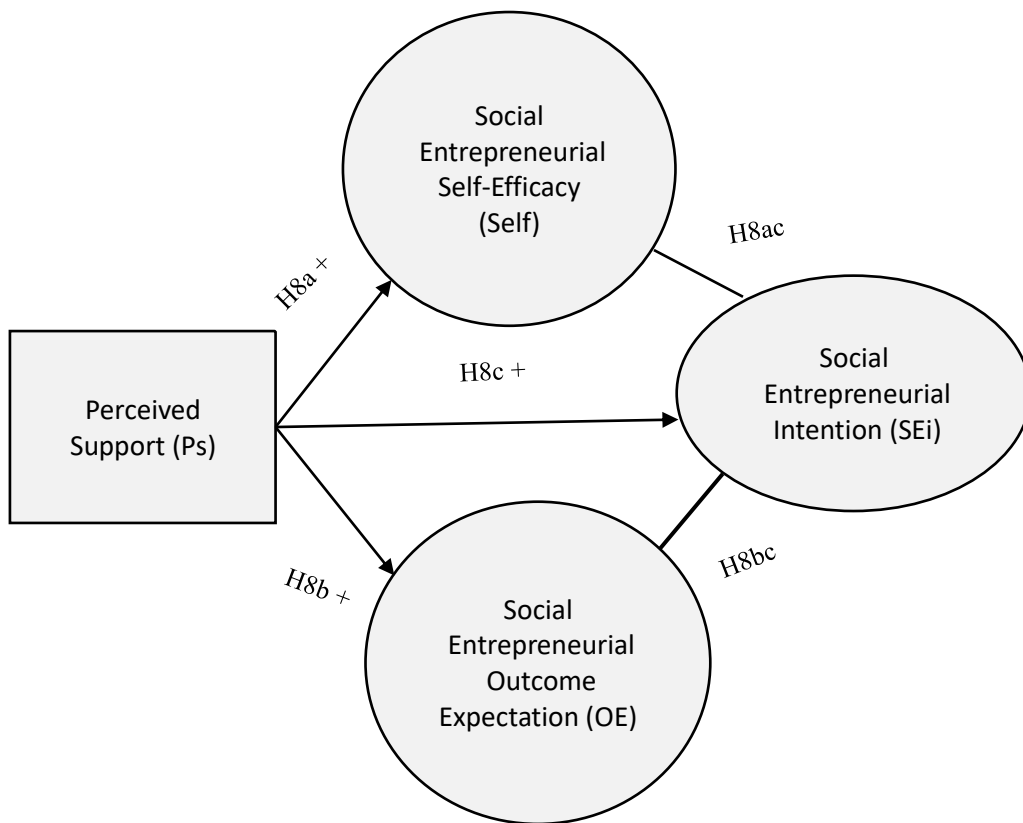 Social
Entrepreneurial
Self-Efficacy
(Self)
H8ac
H8a +
H8c +
Social
Entrepreneurial
Intention (SEi)
Perceived
Support (Ps)
H8b +
H8bc
Social
Entrepreneurial
Outcome
Expectation (OE)